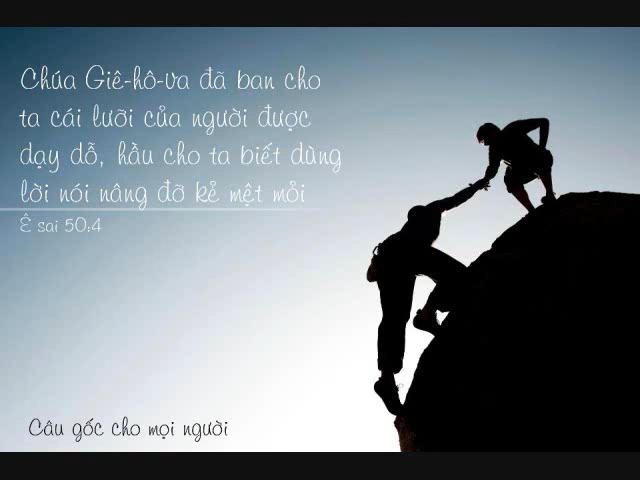 Chúa Giê-hô-va đã ban cho
ta cái lưỡi của người được
dạy dỗ, hầu cho ta biết dùng
lời nói nâng đỡ kẻ mệt mỏi
Ê sai 50:4
Câu gốc cho mọi người